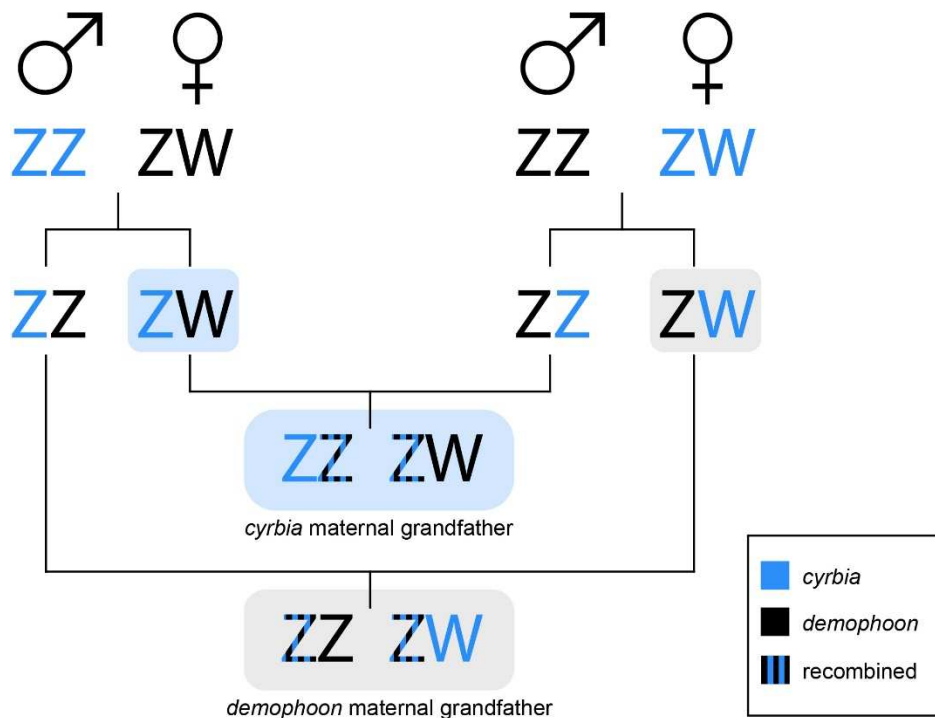 ♂ ♀ ♂ ♀
ZZ ZW ZZ ZW
ZZ ZW ZZ ZW
ZZ ZW
cyrbia maternal grandfather
ZZ ZW
demophoon maternal grandfather
cyrbia
demophoon
recombined